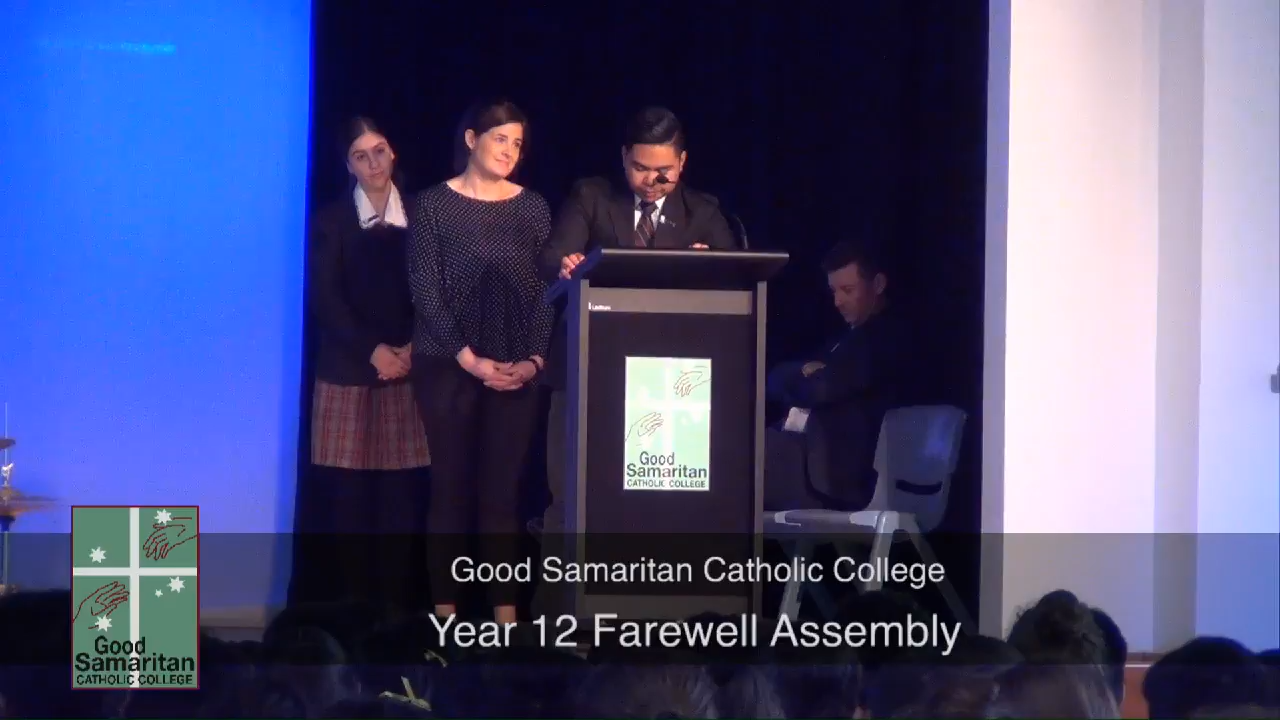 Good
Samaritan
CATHOLIC COLLEGE
Good Samaritan Catholic College
Year 12 Farewell Assembly
Good
Samaritan
CATHOLIC COLLEGE